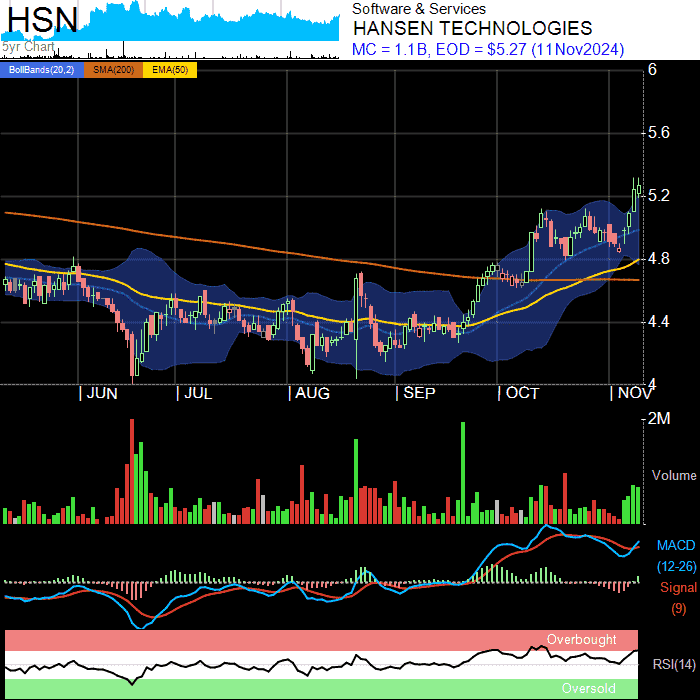 HSN
5yr Chart
Software & Services
HANSEN TECHNOLOGIES
MC = 1.1B, EOD = $5.27 (11Nov2024)
BollBands(20,2) SMA(200) EMA(50)
6
5.6
5.2
4.8
4.4
4
JUN JUL AUG SEP OCT NOV
2M
Volume
MACD
(12-26)
Signal
(9)
Overbought
RSI(14)
Oversold